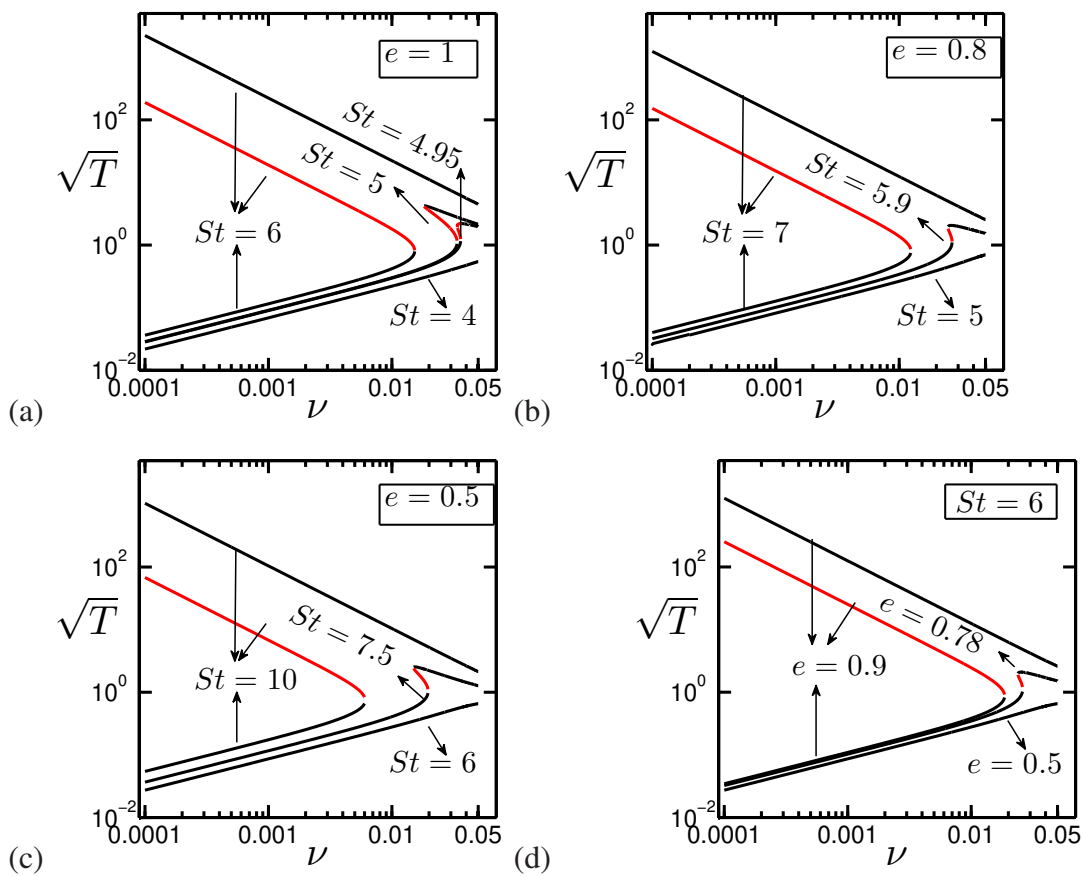 e = 1
St = 4.95
10^2
St = 5
√T
St = 6
10^0
St = 4
10^-2
0.0001 0.001 0.01 0.05
(a) ν
e = 0.8
10^2
St = 5.9
√T
St = 7
10^0
St = 5
10^-2
0.0001 0.001 0.01 0.05
(b) ν
e = 0.5
10^2
St = 7.5
√T
St = 10
10^0
St = 6
10^-2
0.0001 0.001 0.01 0.05
(c) ν
St = 6
10^2
e = 0.78
√T
e = 0.9
10^0
e = 0.5
10^-2
0.0001 0.001 0.01 0.05
(d) ν